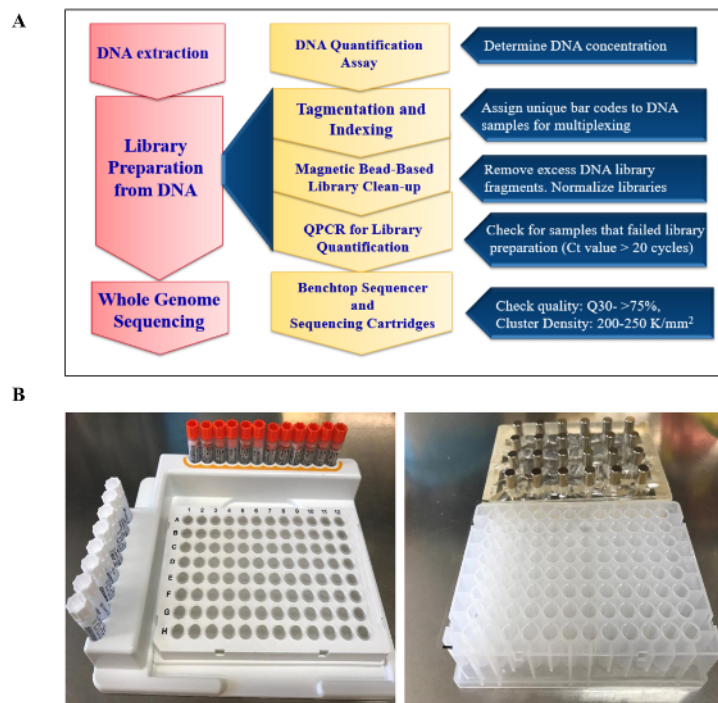 A
DNA extraction
DNA Quantification
Assay
Determine DNA concentration
Library
Preparation
from DNA
Tagmentation and
Indexing
Assign unique bar codes to DNA
samples for multiplexing
Magnetic Bead-Based
Library Clean-up
Remove excess DNA library
fragments. Normalize libraries
QPCR for Library
Quantification
Check for samples that failed library
preparation (Ct value > 20 cycles)
Whole Genome
Sequencing
Benchtop Sequencer
and
Sequencing Cartridges
Check quality: Q30- >75%,
Cluster Density: 200-250 K/mm²
B
1 2 3 4 5 6 7 8 9 10 11 12
A
B
C
D
E
F
G
H